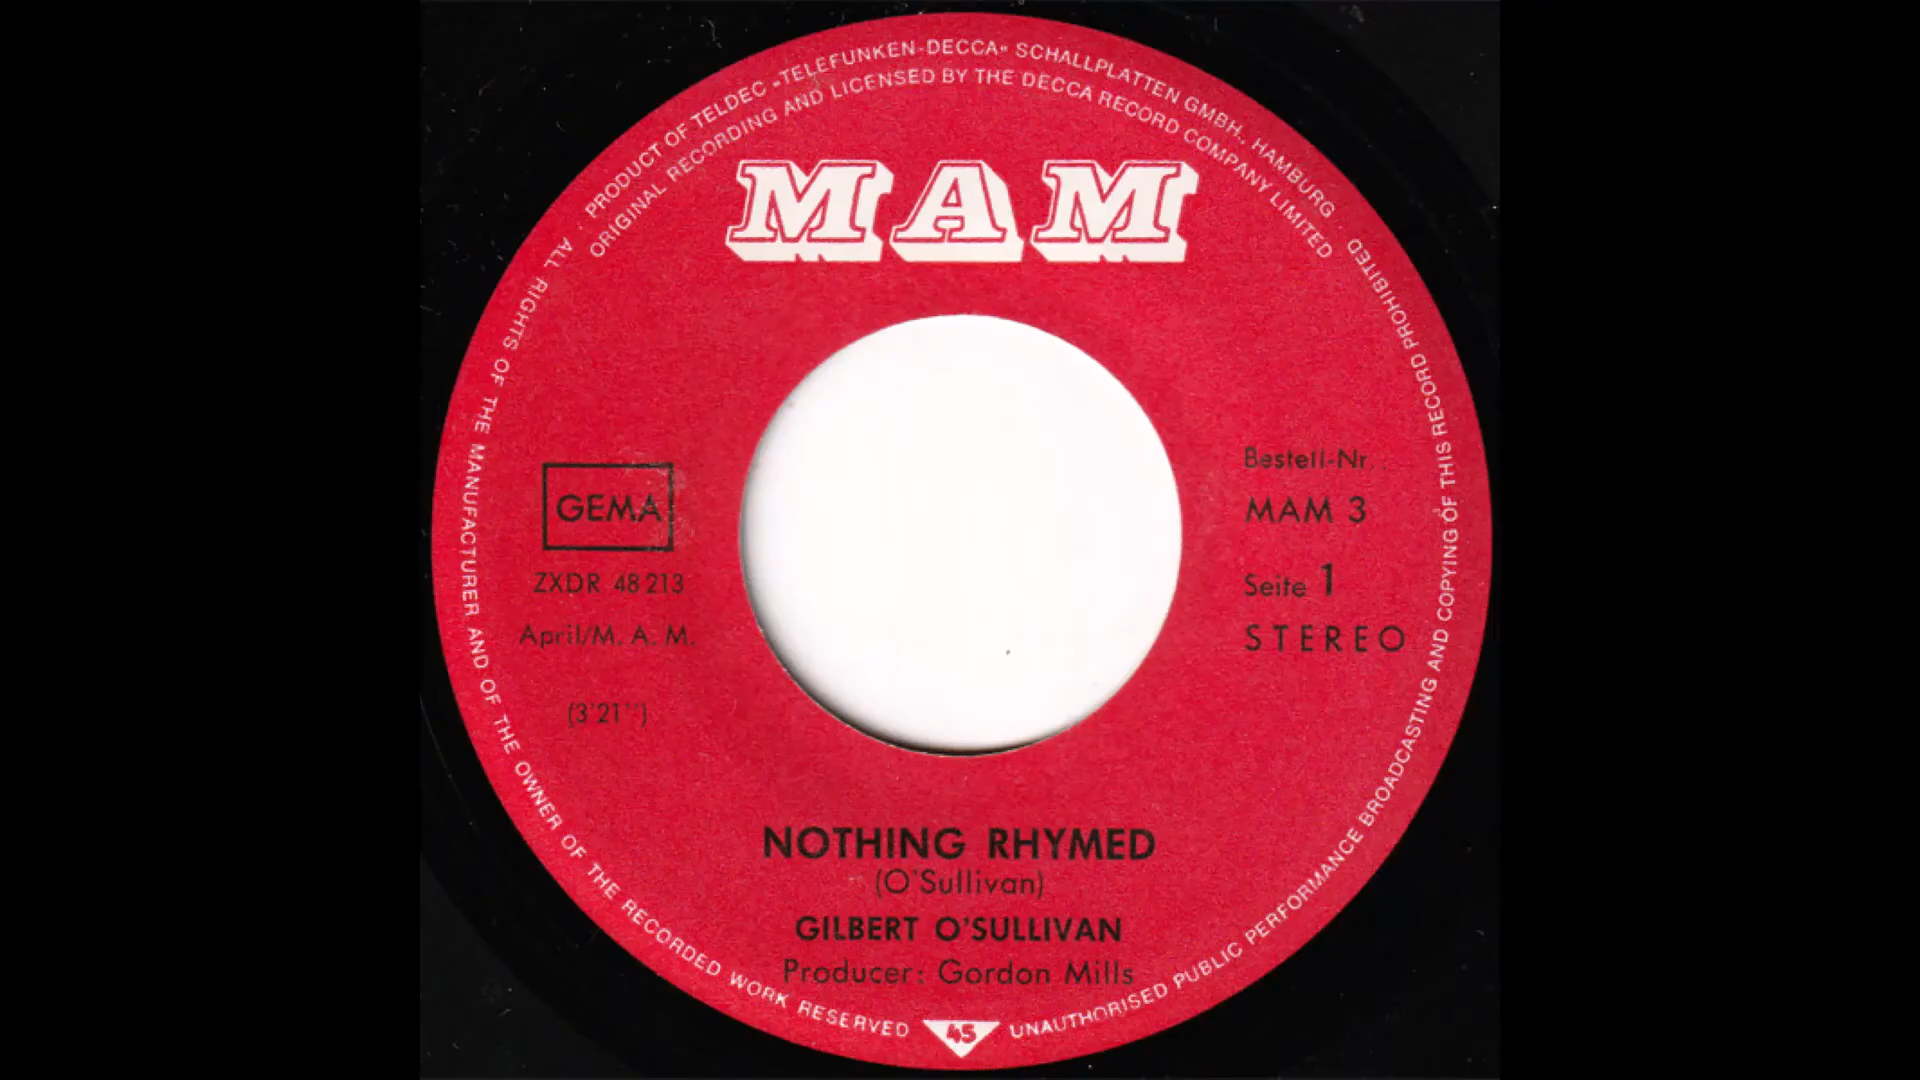 ALL RIGHTS OF THE MANUFACTURER AND OF THE OWNER OF THE RECORDED WORK RESERVED
· PRODUCT OF TELDEC »TELEFUNKEN-DECCA« SCHALLPLATTEN GMBH., HAMBURG ·
ORIGINAL RECORDING AND LICENSED BY THE DECCA RECORD COMPANY LIMITED
UNAUTHORISED PUBLIC PERFORMANCE BROADCASTING AND COPYING OF THIS RECORD PROHIBITED
MAM
GEMA
ZXDR 48 213
April/M. A. M.
(3'21'')
Bestell-Nr.
MAM 3
Seite 1
STEREO
NOTHING RHYMED
(O'Sullivan)
GILBERT O'SULLIVAN
Producer: Gordon Mills
45